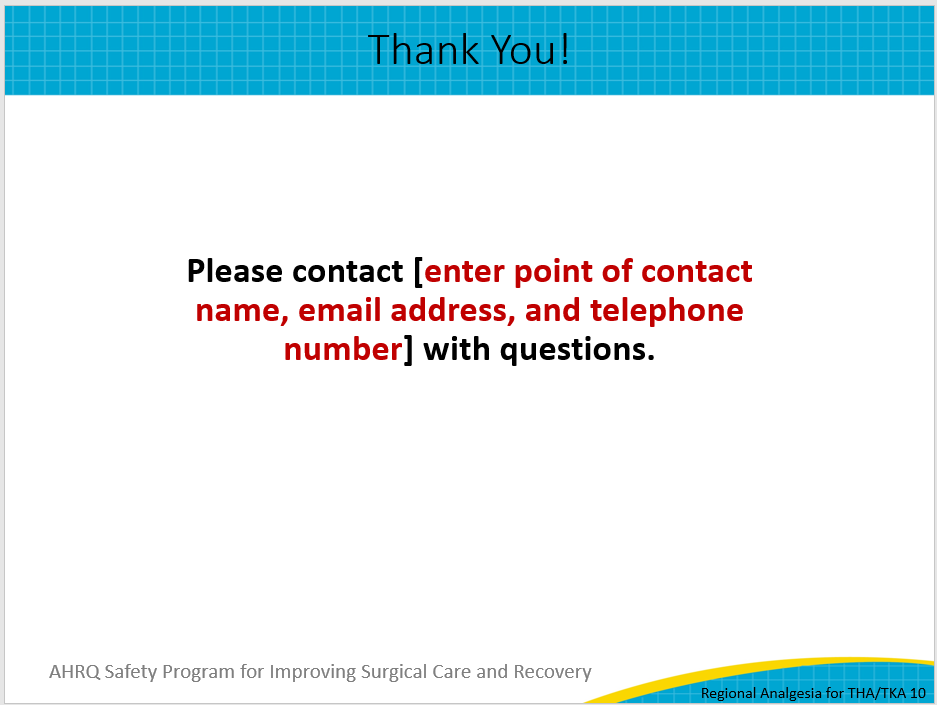 Thank You!
Please contact [enter point of contact
name, email address, and telephone
number] with questions.
AHRQ Safety Program for Improving Surgical Care and Recovery
Regional Analgesia for THA/TKA 10